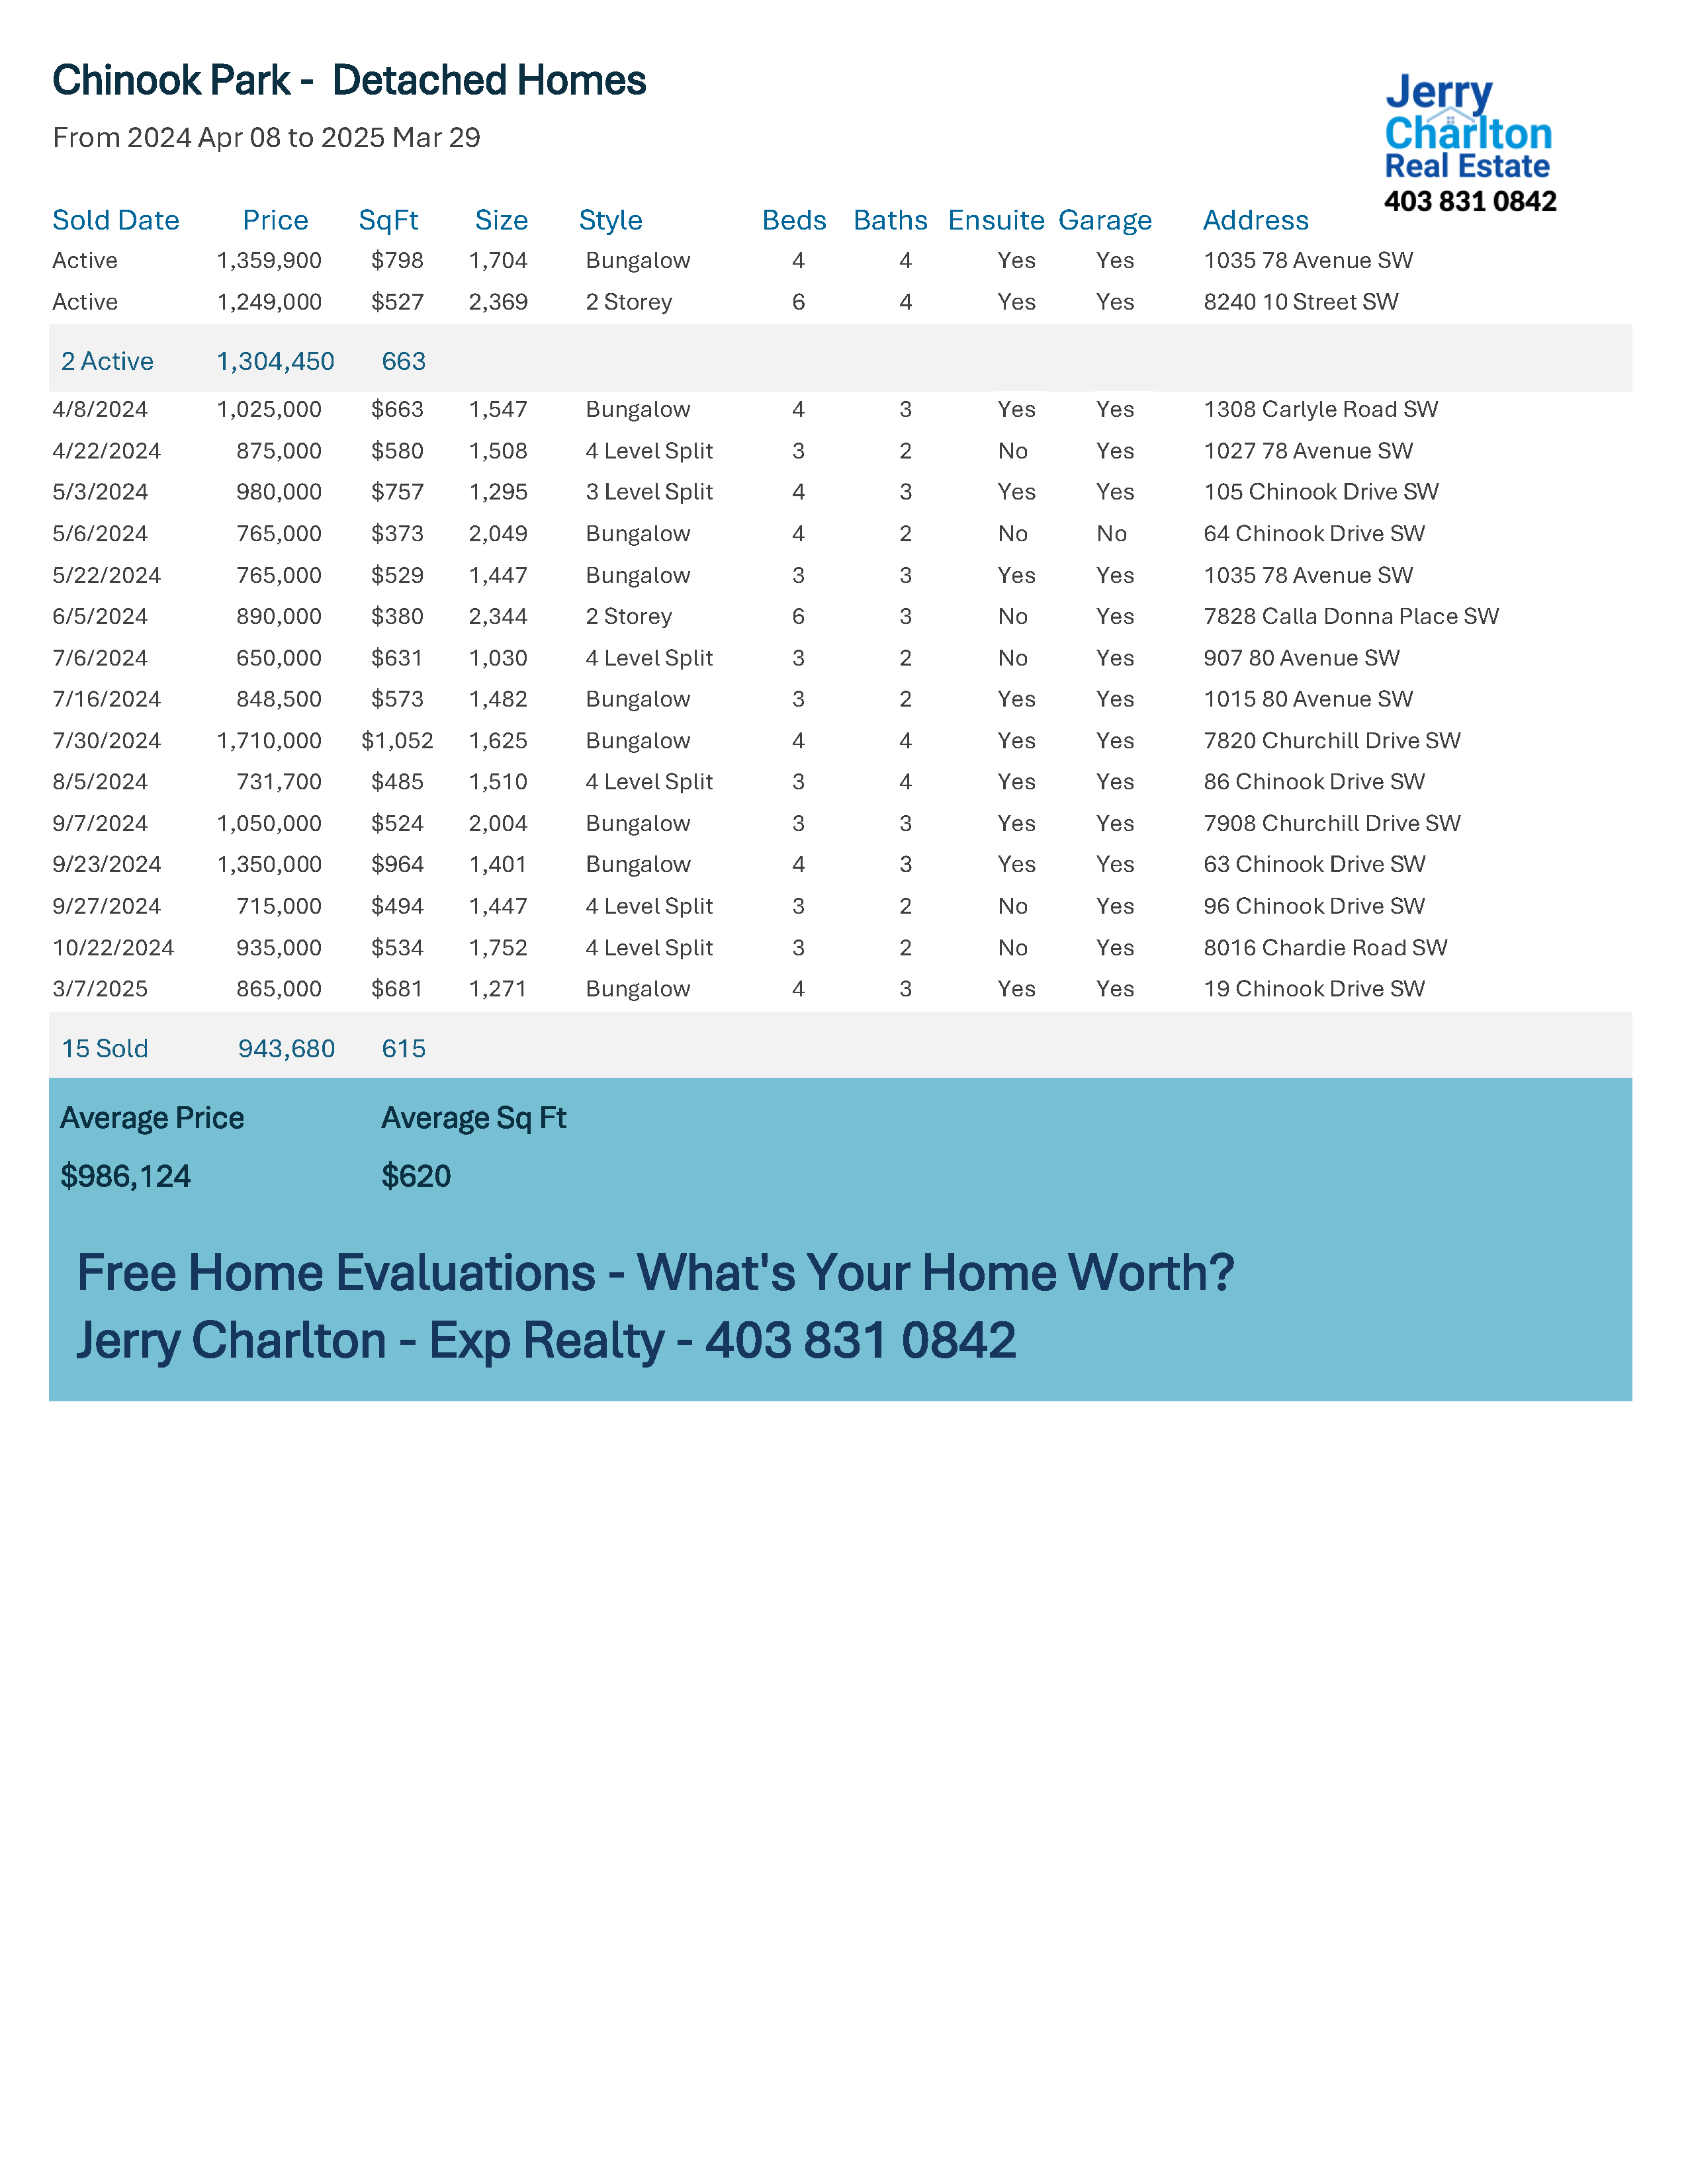 Chinook Park - Detached Homes
From 2024 Apr 08 to 2025 Mar 29
Jerry
Charlton
Real Estate
403 831 0842
Sold Date Price SqFt Size Style Beds Baths Ensuite Garage Address
Active 1,359,900 $798 1,704 Bungalow 4 4 Yes Yes 1035 78 Avenue SW
Active 1,249,000 $527 2,369 2 Storey 6 4 Yes Yes 8240 10 Street SW
2 Active 1,304,450 663
4/8/2024 1,025,000 $663 1,547 Bungalow 4 3 Yes Yes 1308 Carlyle Road SW
4/22/2024 875,000 $580 1,508 4 Level Split 3 2 No Yes 1027 78 Avenue SW
5/3/2024 980,000 $757 1,295 3 Level Split 4 3 Yes Yes 105 Chinook Drive SW
5/6/2024 765,000 $373 2,049 Bungalow 4 2 No No 64 Chinook Drive SW
5/22/2024 765,000 $529 1,447 Bungalow 3 3 Yes Yes 1035 78 Avenue SW
6/5/2024 890,000 $380 2,344 2 Storey 6 3 No Yes 7828 Calla Donna Place SW
7/6/2024 650,000 $631 1,030 4 Level Split 3 2 No Yes 907 80 Avenue SW
7/16/2024 848,500 $573 1,482 Bungalow 3 2 Yes Yes 1015 80 Avenue SW
7/30/2024 1,710,000 $1,052 1,625 Bungalow 4 4 Yes Yes 7820 Churchill Drive SW
8/5/2024 731,700 $485 1,510 4 Level Split 3 4 Yes Yes 86 Chinook Drive SW
9/7/2024 1,050,000 $524 2,004 Bungalow 3 3 Yes Yes 7908 Churchill Drive SW
9/23/2024 1,350,000 $964 1,401 Bungalow 4 3 Yes Yes 63 Chinook Drive SW
9/27/2024 715,000 $494 1,447 4 Level Split 3 2 No Yes 96 Chinook Drive SW
10/22/2024 935,000 $534 1,752 4 Level Split 3 2 No Yes 8016 Chardie Road SW
3/7/2025 865,000 $681 1,271 Bungalow 4 3 Yes Yes 19 Chinook Drive SW
15 Sold 943,680 615
Average Price Average Sq Ft
$986,124 $620
Free Home Evaluations - What's Your Home Worth?
Jerry Charlton - Exp Realty - 403 831 0842